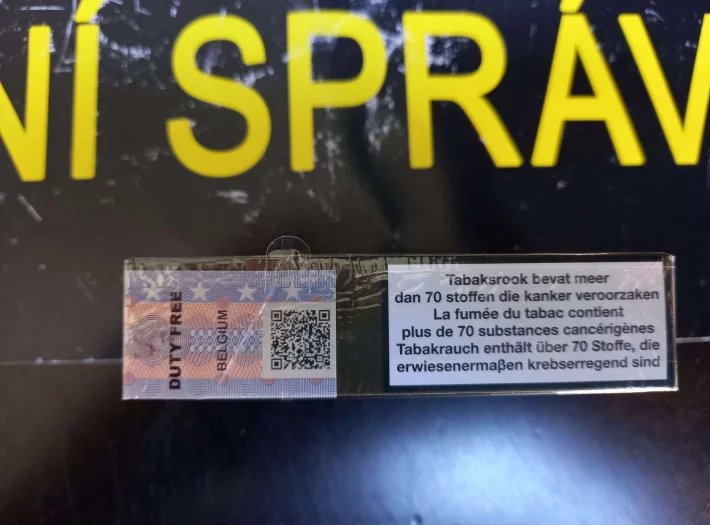 NÍ SPRÁV
DUTY FREE
BELGIUM
Tabaksrook bevat meer
dan 70 stoffen die kanker veroorzaken
La fumée du tabac contient
plus de 70 substances cancérigènes
Tabakrauch enthält über 70 Stoffe, die
erwiesenermaßen krebserregend sind